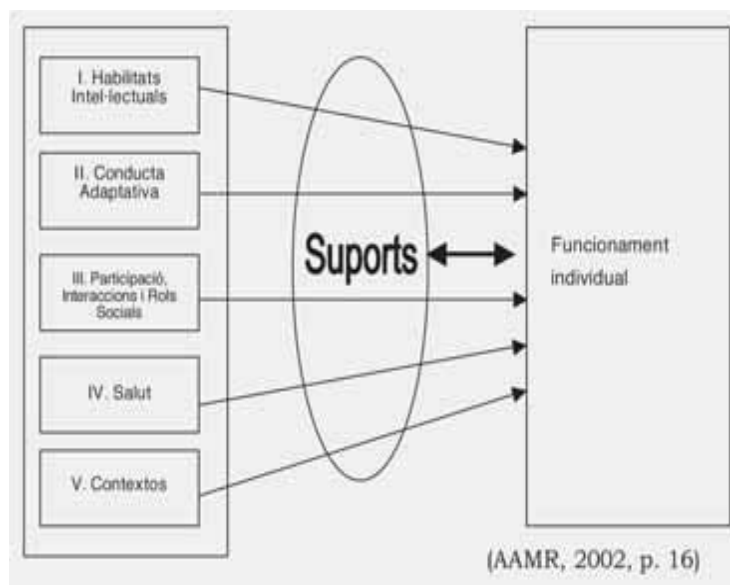 I. Habilitats
Intel·lectuals
II. Conducta
Adaptativa
III. Participació,
Interaccions i Rols
Socials
IV. Salut
V. Contextos
Suports
Funcionament
individual
(AAMR, 2002, p. 16)